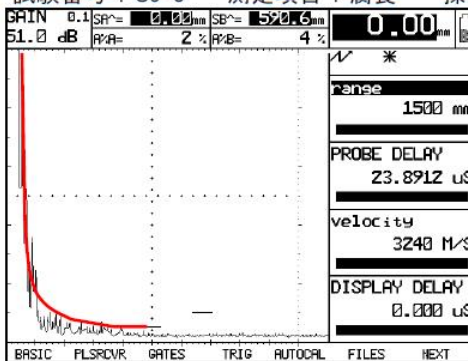 GAIN 0.1 SA^= 0.00mm SB^= 590.6mm 0.00mm
51.0 dB A%A= 2 % A%B= 4 %
range
1500 mm
PROBE DELAY
23.8912 uS
velocity
3240 M/S
DISPLAY DELAY
0.000 uS
BASIC PLSRCVR GATES TRIG AUTOCAL FILES NEXT